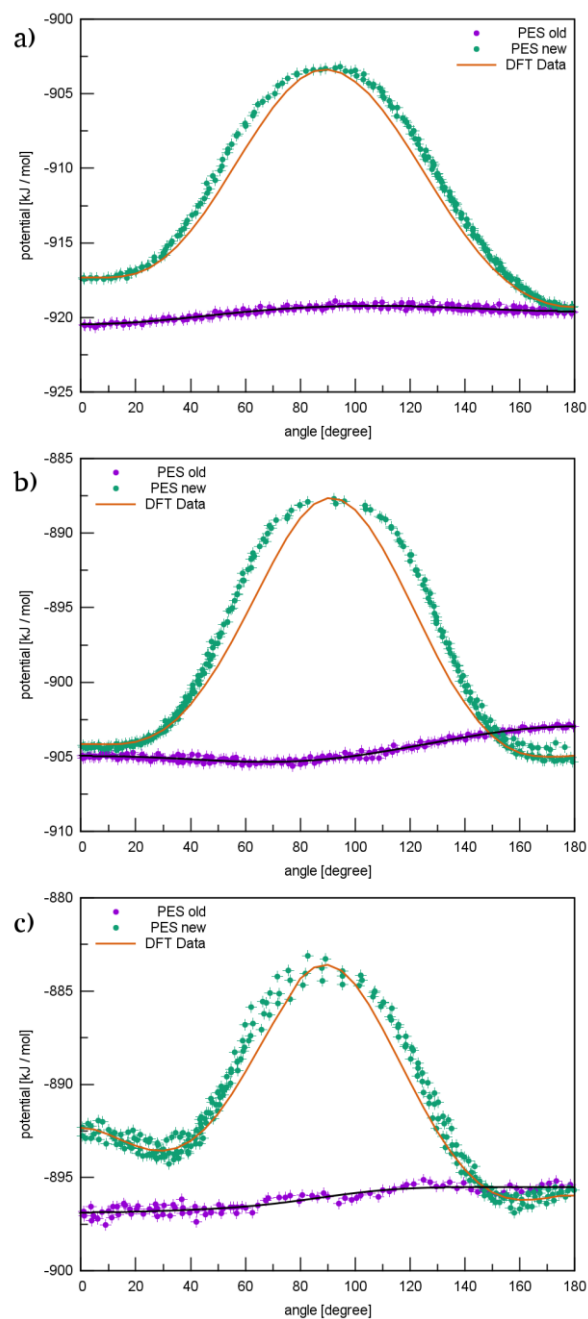 a)
-900
-905
-910
-915
-920
-925
potential [kJ / mol]
PES old
PES new
DFT Data
0 20 40 60 80 100 120 140 160 180
angle [degree]
b)
-885
-890
-895
-900
-905
-910
potential [kJ / mol]
PES old
PES new
DFT Data
0 20 40 60 80 100 120 140 160 180
angle [degree]
c)
-880
-885
-890
-895
-900
potential [kJ / mol]
PES old
PES new
DFT Data
0 20 40 60 80 100 120 140 160 180
angle [degree]